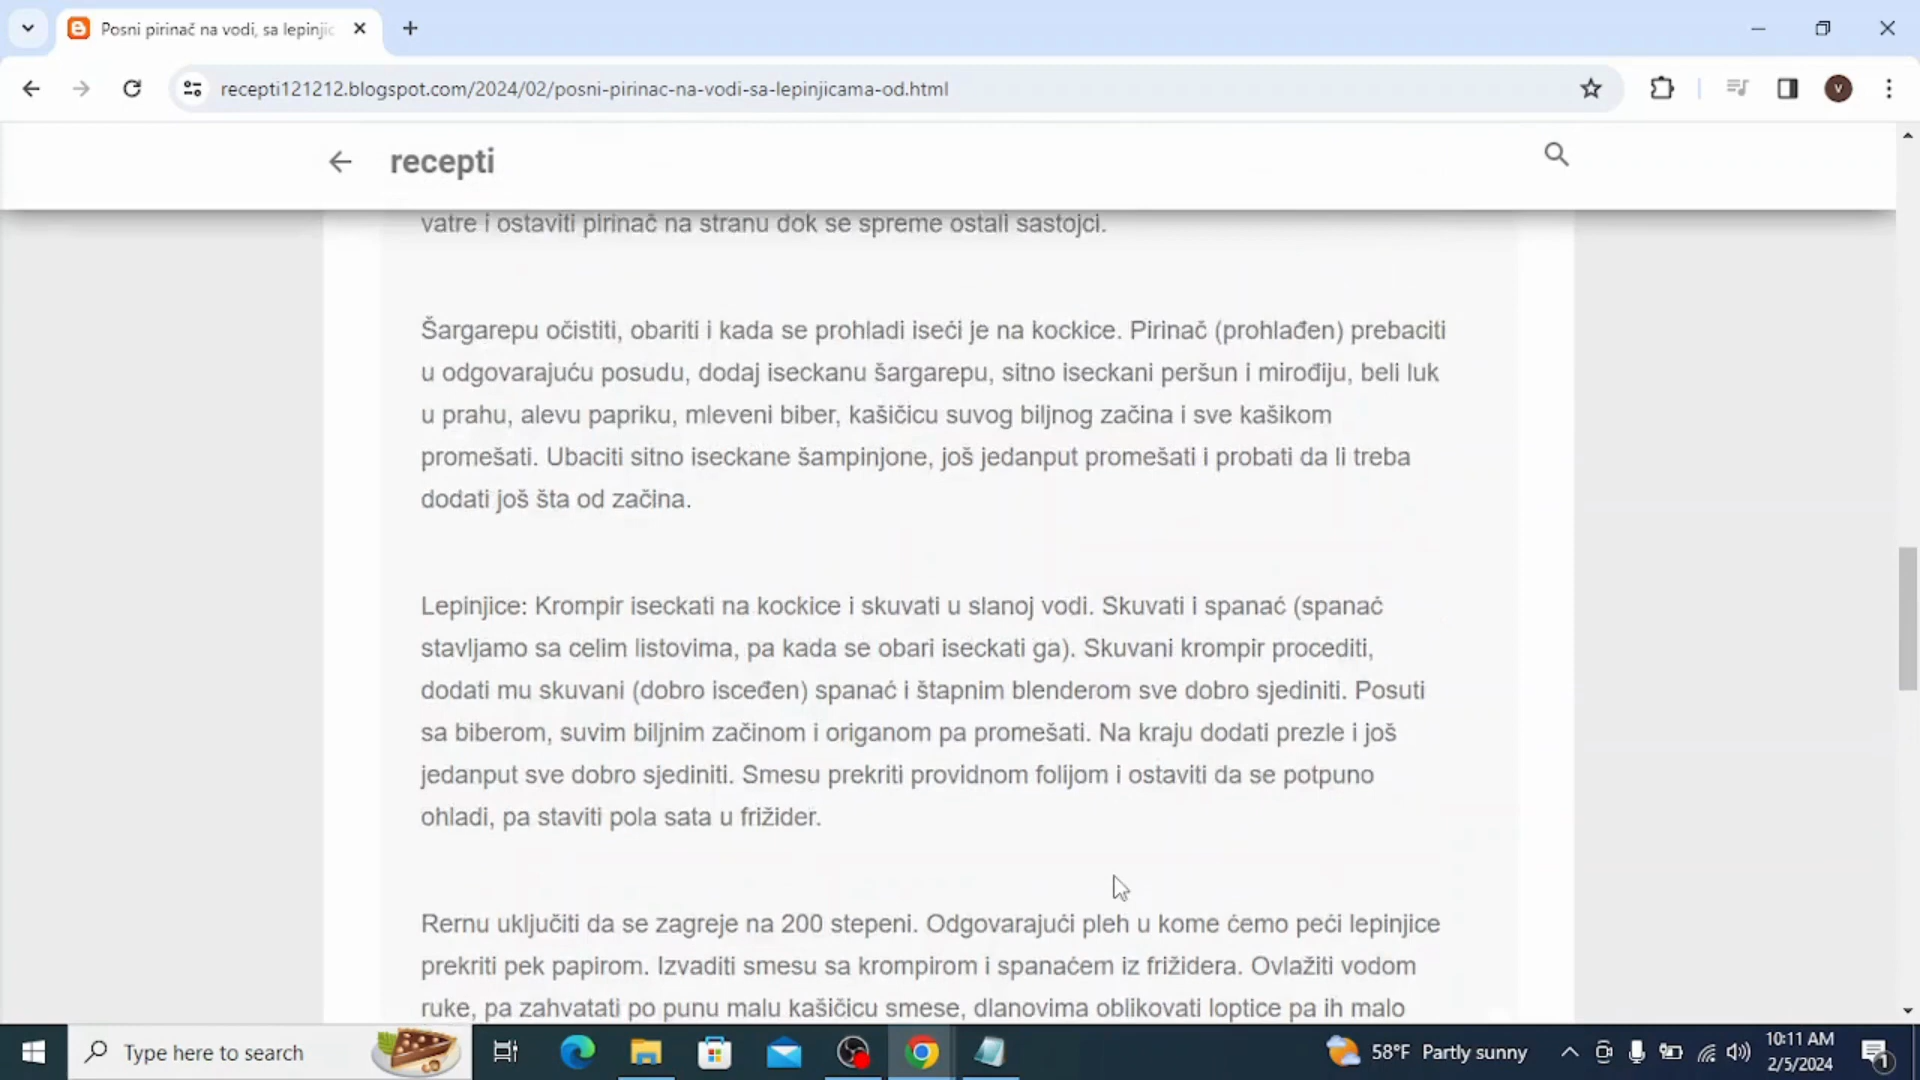 Posni pirinač na vodi, sa lepinjic
recepti121212.blogspot.com/2024/02/posni-pirinac-na-vodi-sa-lepinjicama-od.html
V
recepti
vatre i ostaviti pirinač na stranu dok se spreme ostali sastojci.
Šargarepu očistiti, obariti i kada se prohladi iseći je na kockice. Pirinač (prohlađen) prebaciti
u odgovarajuću posudu, dodaj iseckanu šargarepu, sitno iseckani peršun i mirođiju, beli luk
u prahu, alevu papriku, mleveni biber, kašičicu suvog biljnog začina i sve kašikom
promešati. Ubaciti sitno iseckane šampinjone, još jedanput promešati i probati da li treba
dodati još šta od začina.
Lepinjice: Krompir iseckati na kockice i skuvati u slanoj vodi. Skuvati i spanać (spanać
stavljamo sa celim listovima, pa kada se obari iseckati ga). Skuvani krompir procediti,
dodati mu skuvani (dobro isceđen) spanać i štapnim blenderom sve dobro sjediniti. Posuti
sa biberom, suvim biljnim začinom i origanom pa promešati. Na kraju dodati prezle i još
jedanput sve dobro sjediniti. Smesu prekriti providnom folijom i ostaviti da se potpuno
ohladi, pa staviti pola sata u frižider.
Rernu uključiti da se zagreje na 200 stepeni. Odgovarajući pleh u kome ćemo peći lepinjice
prekriti pek papirom. Izvaditi smesu sa krompirom i spanaćem iz frižidera. Ovlažiti vodom
ruke, pa zahvatati po punu malu kašičicu smese, dlanovima oblikovati loptice pa ih malo
Type here to search
58°F Partly sunny
10:11 AM
2/5/2024
1